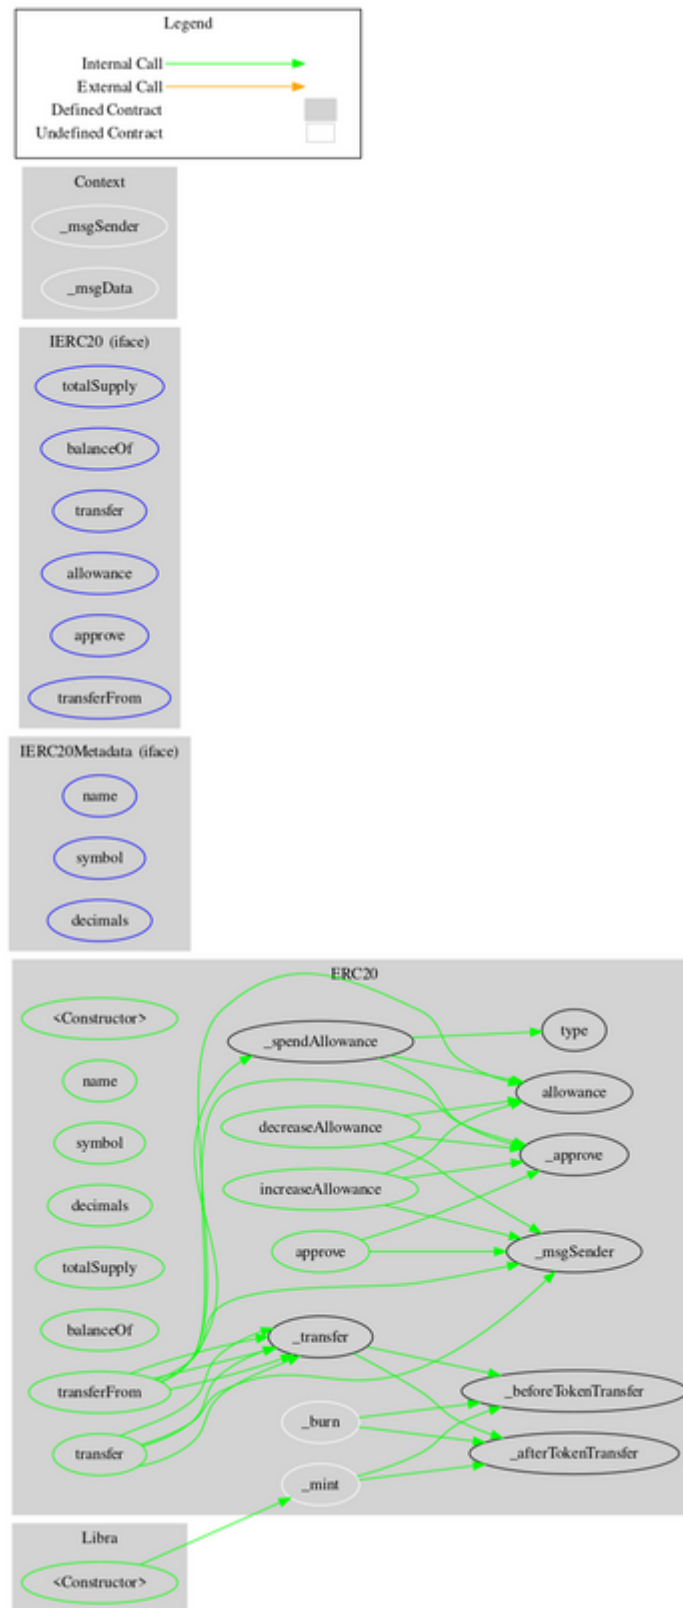 Legend
Internal Call
External Call
Defined Contract
Undefined Contract
Context
_msgSender
_msgData
IERC20 (iface)
totalSupply
balanceOf
transfer
allowance
approve
transferFrom
IERC20Metadata (iface)
name
symbol
decimals
ERC20
<Constructor>
name
symbol
decimals
totalSupply
balanceOf
transferFrom
transfer
_spendAllowance
decreaseAllowance
increaseAllowance
approve
_transfer
_burn
_mint
type
allowance
_approve
_msgSender
_beforeTokenTransfer
_afterTokenTransfer
Libra
<Constructor>